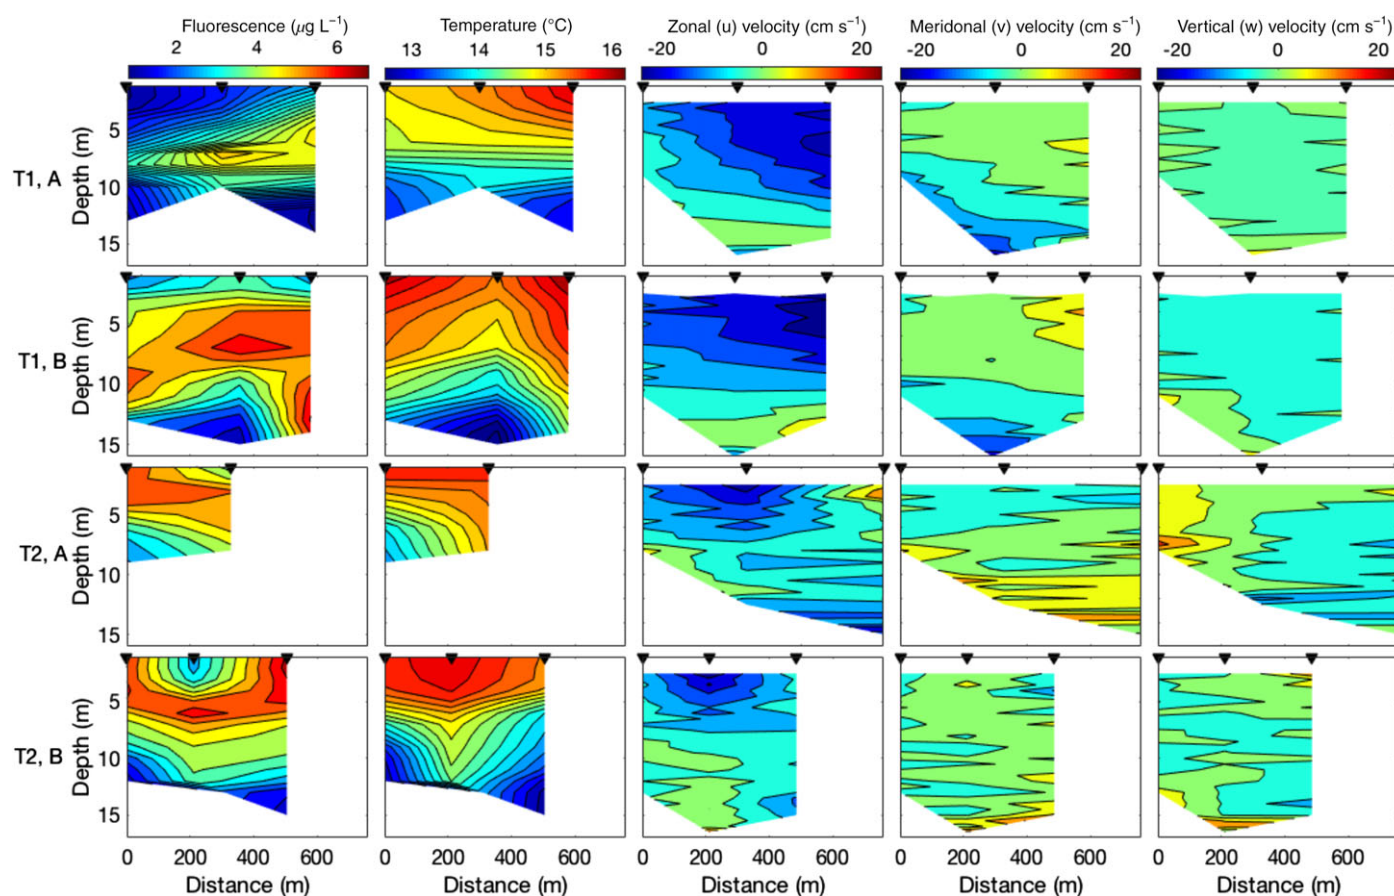 Fluorescence (μg L⁻¹) Temperature (°C) Zonal (u) velocity (cm s⁻¹) Meridonal (v) velocity (cm s⁻¹) Vertical (w) velocity (cm s⁻¹)
2 4 6 13 14 15 16 -20 0 20 -20 0 20 -20 0 20
T1, A
Depth (m)
5
10
15
T1, B
Depth (m)
5
10
15
T2, A
Depth (m)
5
10
15
T2, B
Depth (m)
5
10
15
0 200 400 600 0 200 400 600 0 200 400 600 0 200 400 600 0 200 400 600
Distance (m) Distance (m) Distance (m) Distance (m) Distance (m)